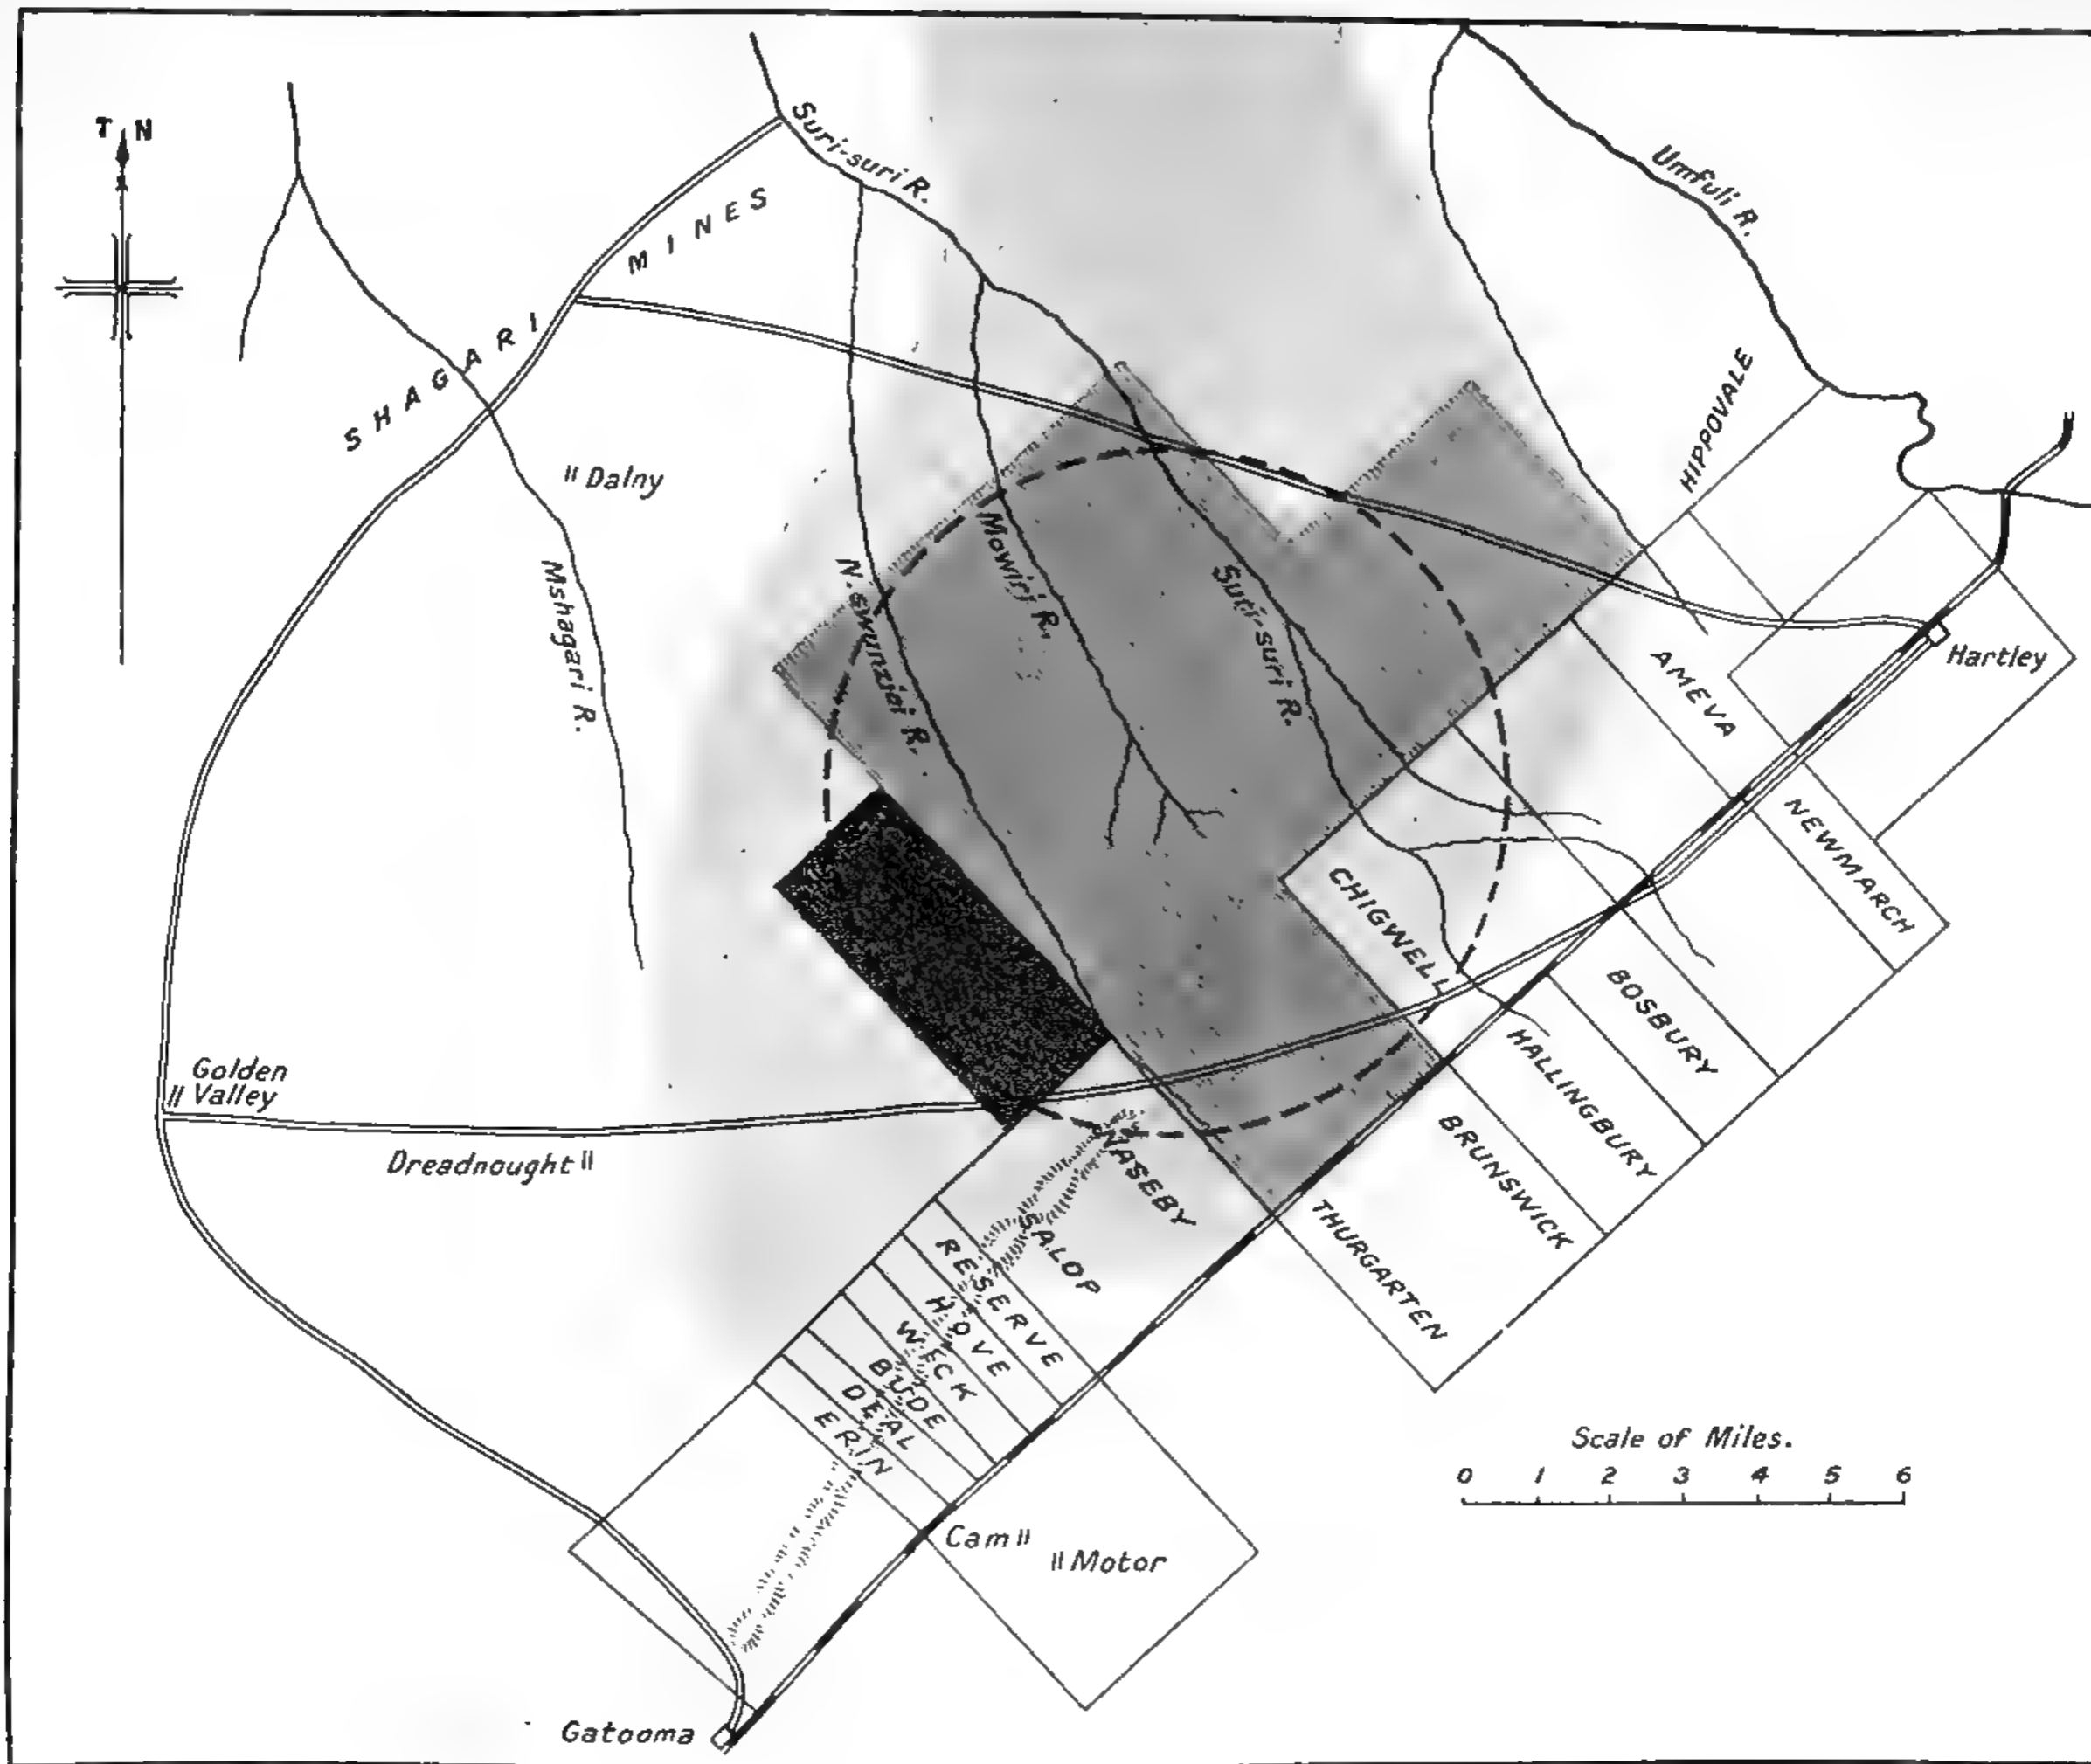 T N
Suri-suri R.
Umfuli R.
SHAGARI MINES
HIPPOVALE
Dalny
Mowiri R.
Mshagari R.
Suri-suri R.
AMEVA
Hartley
NEWMARCH
CHIGWELL
BOSBURY
HALLINGBURY
Golden
Valley
BRUNSWICK
Dreadnought
NASEBY
SALOP
THURGARTEN
RESERVE
HOVE
WICK
BUDE
DEAL
ERIN
Scale of Miles.
0 1 2 3 4 5 6
Cam
Motor
Gatooma